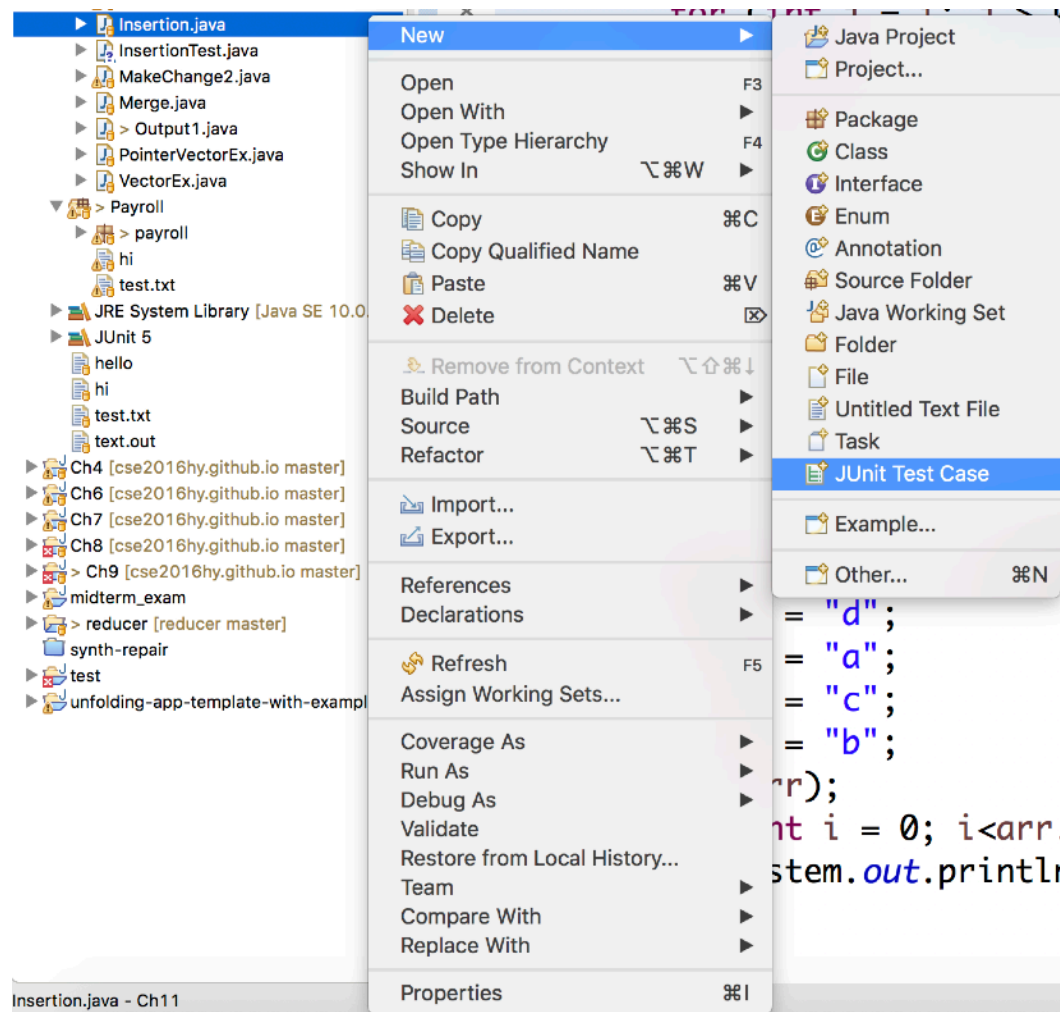 Insertion.java
InsertionTest.java
MakeChange2.java
Merge.java
> Output1.java
PointerVectorEx.java
VectorEx.java
> Payroll
> payroll
hi
test.txt
JRE System Library [Java SE 10.0.
JUnit 5
hello
hi
test.txt
text.out
Ch4 [cse2016hy.github.io master]
Ch6 [cse2016hy.github.io master]
Ch7 [cse2016hy.github.io master]
Ch8 [cse2016hy.github.io master]
> Ch9 [cse2016hy.github.io master]
midterm_exam
> reducer [reducer master]
synth-repair
test
unfolding-app-template-with-exampl
Insertion.java - Ch11
New
Open F3
Open With
Open Type Hierarchy F4
Show In ⌥⌘W
Copy ⌘C
Copy Qualified Name
Paste ⌘V
Delete ⌦
Remove from Context ⌥⇧⌘↓
Build Path
Source ⌥⌘S
Refactor ⌥⌘T
Import...
Export...
References
Declarations
Refresh F5
Assign Working Sets...
Coverage As
Run As
Debug As
Validate
Restore from Local History...
Team
Compare With
Replace With
Properties ⌘I
Java Project
Project...
Package
Class
Interface
Enum
Annotation
Source Folder
Java Working Set
Folder
File
Untitled Text File
Task
JUnit Test Case
Example...
Other... ⌘N
= "d";
= "a";
= "c";
= "b";
rr);
nt i = 0; i<arr.
stem.out.println